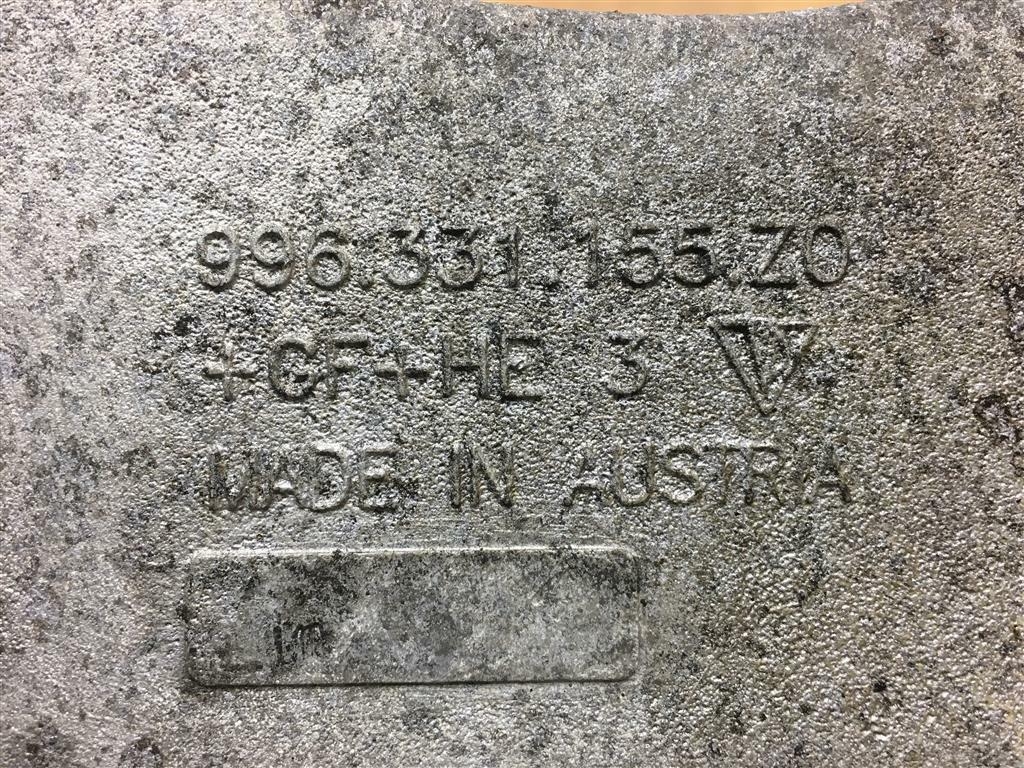 996.331.155.Z0
+GF+HE 3
MADE IN AUSTRIA